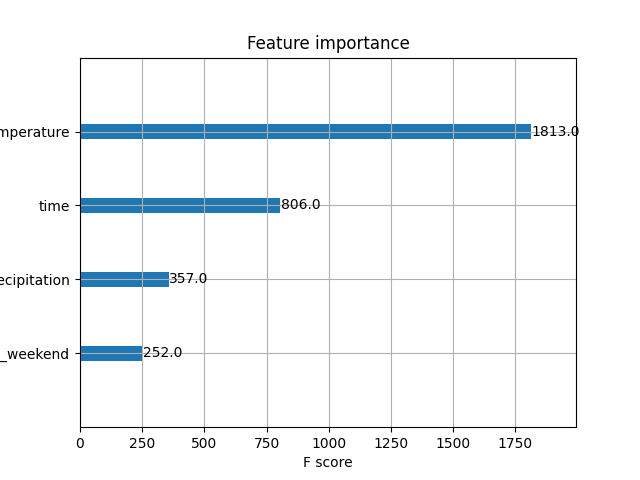 Feature importance
mperature
1813.0
time
806.0
ecipitation
357.0
_weekend
252.0
0 250 500 750 1000 1250 1500 1750
F score